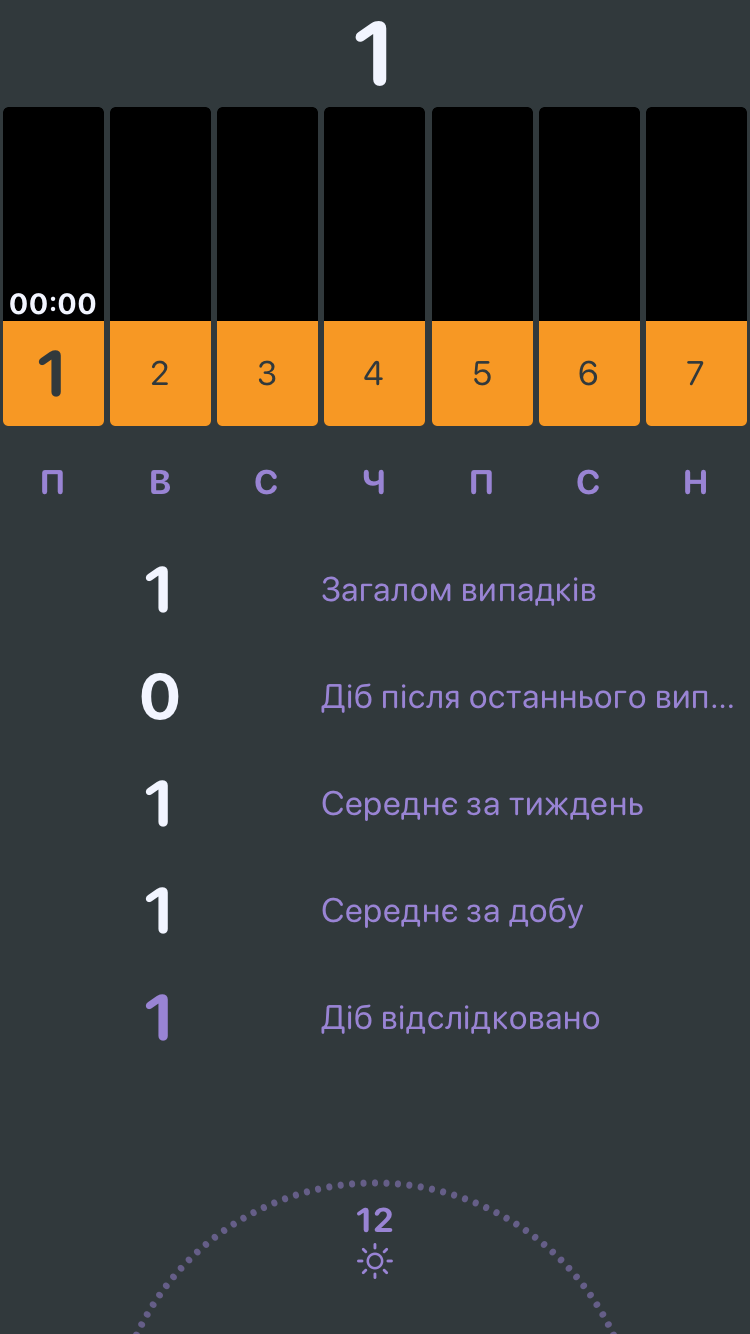 1
00:00
1 2 3 4 5 6 7
П В С Ч П С Н
1 Загалом випадків
0 Діб після останнього вип...
1 Середнє за тиждень
1 Середнє за добу
1 Діб відслідковано
12